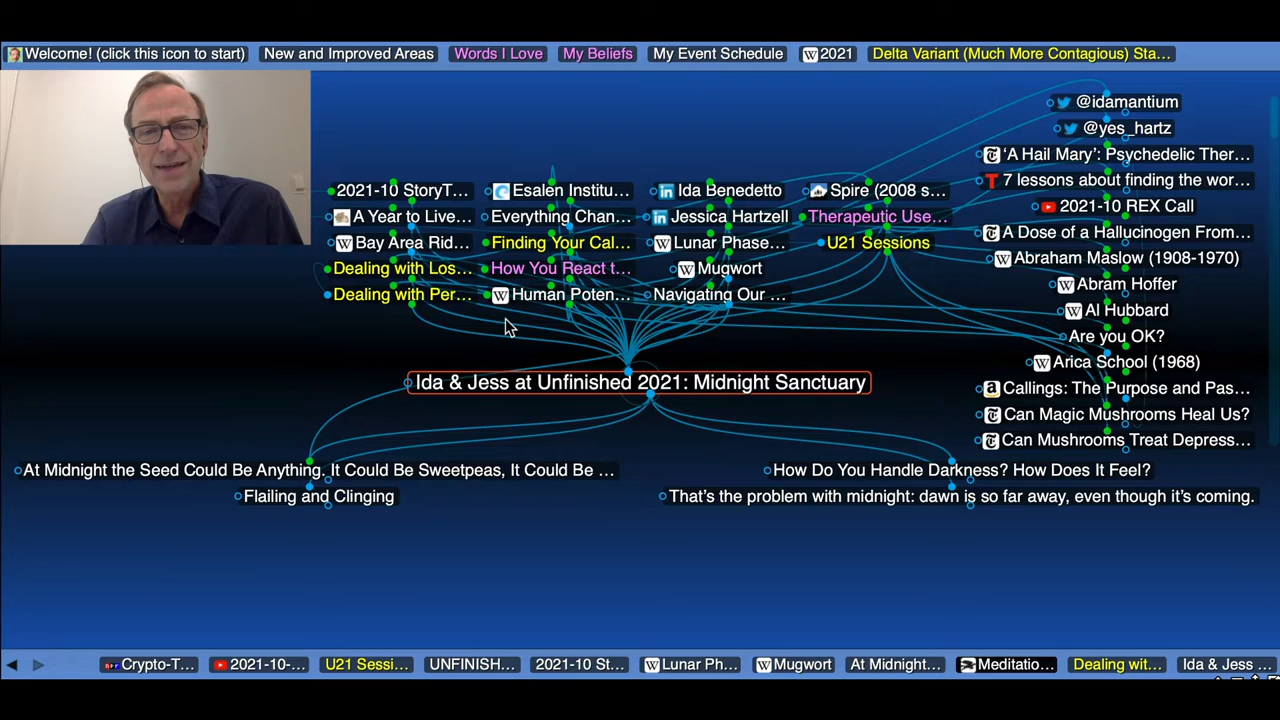 Welcome! (click this icon to start)
New and Improved Areas
Words I Love
My Beliefs
My Event Schedule
2021
Delta Variant (Much More Contagious) Sta...
2021-10 StoryT...
A Year to Live...
Bay Area Rid...
Dealing with Los...
Dealing with Per...
Esalen Institu...
Everything Chan...
Finding Your Cal...
How You React t...
Human Poten...
Ida Benedetto
Jessica Hartzell
Lunar Phase...
Mugwort
Navigating Our ...
Spire (2008 s...
Therapeutic Use...
U21 Sessions
@idamantium
@yes_hartz
‘A Hail Mary’: Psychedelic Ther...
7 lessons about finding the wor...
2021-10 REX Call
A Dose of a Hallucinogen From...
Abraham Maslow (1908-1970)
Abram Hoffer
Al Hubbard
Are you OK?
Arica School (1968)
Callings: The Purpose and Pas...
Can Magic Mushrooms Heal Us?
Can Mushrooms Treat Depress...
Ida & Jess at Unfinished 2021: Midnight Sanctuary
At Midnight the Seed Could Be Anything. It Could Be Sweetpeas, It Could Be ...
Flailing and Clinging
How Do You Handle Darkness? How Does It Feel?
That’s the problem with midnight: dawn is so far away, even though it’s coming.
Crypto-T...
2021-10-...
U21 Sessi...
UNFINISH...
2021-10 St...
Lunar Ph...
Mugwort
At Midnight...
Meditatio...
Dealing wit...
Ida & Jess ...